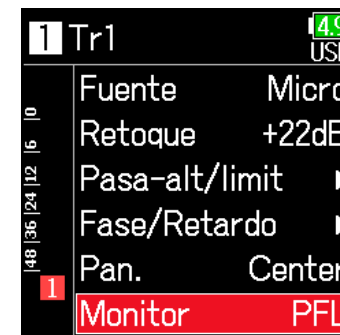 1 Tr1 4.9
USB
Fuente Micro
Retoque +22dB
Pasa-alt/limit
Fase/Retardo
Pan. Center
Monitor PFL
|48 |36 |24 |12 |6 |0
1